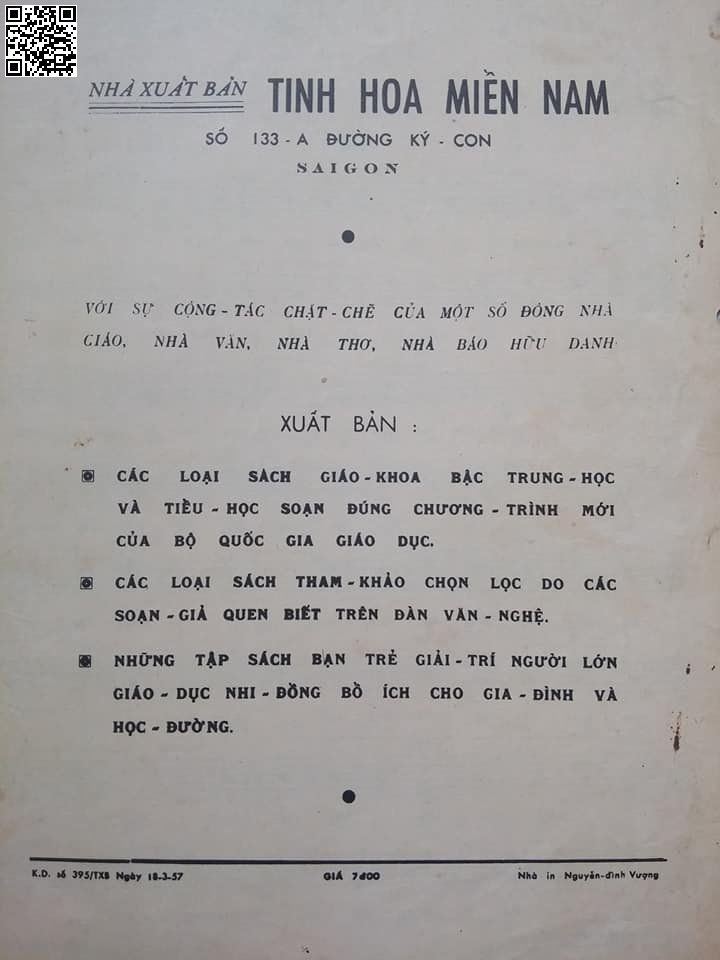 NHÀ XUẤT BẢN TINH HOA MIỀN NAM
SỐ 133 - A ĐƯỜNG KÝ - CON
SAIGON
VỚI SỰ CỘNG - TÁC CHẶT - CHẼ CỦA MỘT SỐ ĐÔNG NHÀ
GIÁO, NHÀ VĂN, NHÀ THƠ, NHÀ BÁO HỮU DANH
XUẤT BẢN :
CÁC LOẠI SÁCH GIÁO - KHOA BẬC TRUNG - HỌC
VÀ TIỀU - HỌC SOẠN ĐÚNG CHƯƠNG - TRÌNH MỚI
CỦA BỘ QUỐC GIA GIÁO DỤC.
CÁC LOẠI SÁCH THAM - KHẢO CHỌN LỌC DO CÁC
SOẠN - GIẢ QUEN BIẾT TRÊN ĐÀN VĂN - NGHỆ.
NHỮNG TẬP SÁCH BẠN TRẺ GIẢI - TRÍ NGƯỜI LỚN
GIÁO - DỤC NHI - ĐỒNG BỒ ÍCH CHO GIA - ĐÌNH VÀ
HỌC - ĐƯỜNG.
K.D. số 395/TXB Ngày 18-3-57 GIÁ 7đ00 Nhà in Nguyễn-đình Vượng